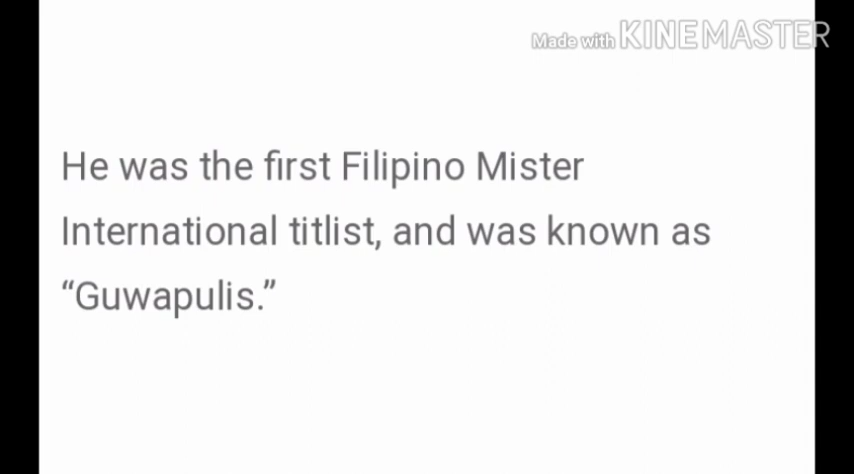 Made with KINEMASTER
He was the first Filipino Mister
International titlist, and was known as
“Guwapulis.”